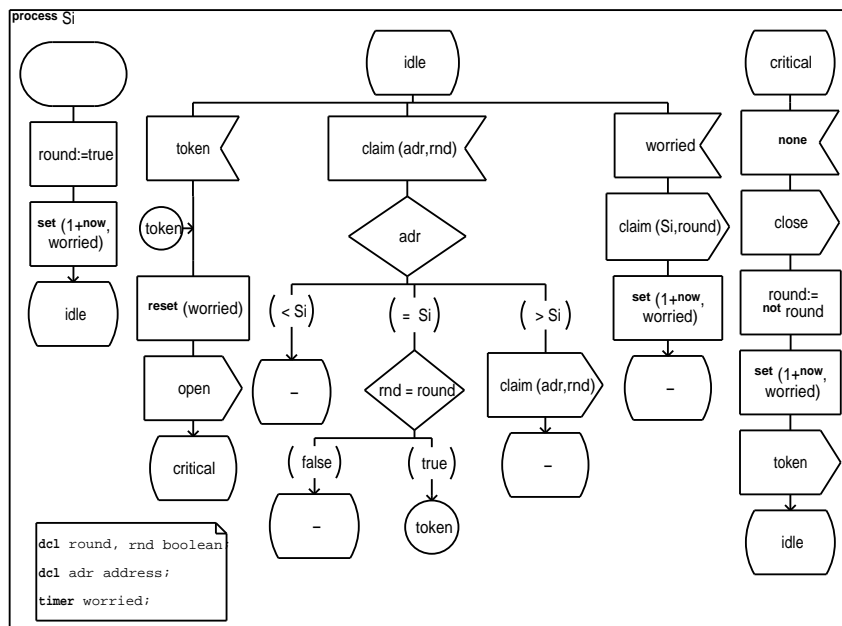 process Si
round:=true
set (1+now,
worried)
idle
idle
token
token
reset (worried)
open
critical
claim (adr,rnd)
adr
( < Si )
( = Si )
( > Si )
–
rnd = round
claim (adr,rnd)
–
( false )
( true )
–
token
worried
claim (Si,round)
set (1+now,
worried)
–
critical
none
close
round:=
not round
set (1+now,
worried)
token
idle
dcl round, rnd boolean;
dcl adr address;
timer worried;